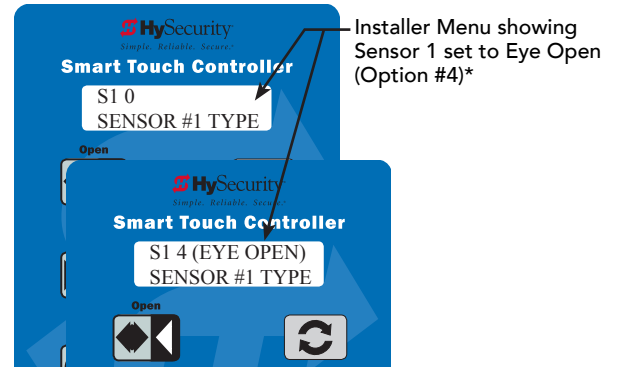 HySecurity
Simple. Reliable. Secure.
Smart Touch Controller
S1 0
SENSOR #1 TYPE
Open
Installer Menu showing
Sensor 1 set to Eye Open
(Option #4)*
HySecurity
Simple. Reliable. Secure.
Smart Touch Controller
S1 4 (EYE OPEN)
SENSOR #1 TYPE
Open